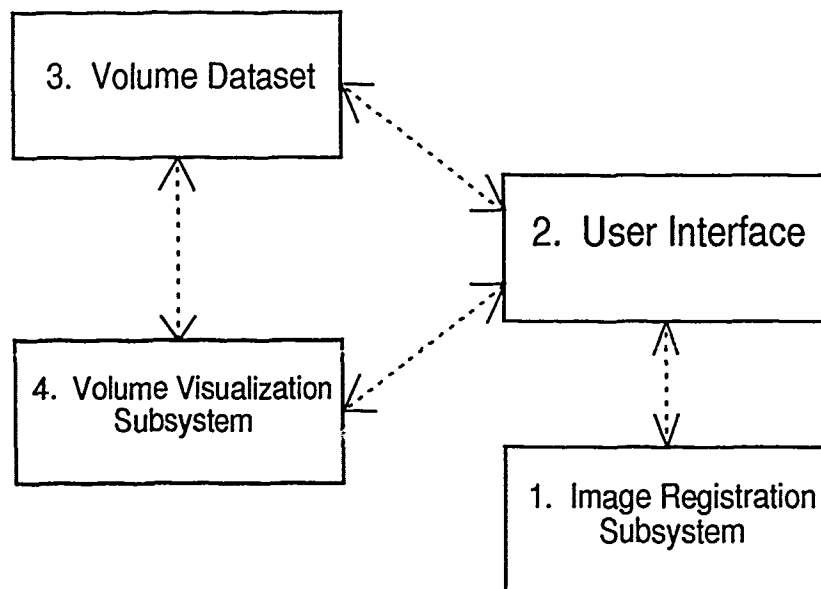 3. Volume Dataset
2. User Interface
4. Volume Visualization
Subsystem
1. Image Registration
Subsystem